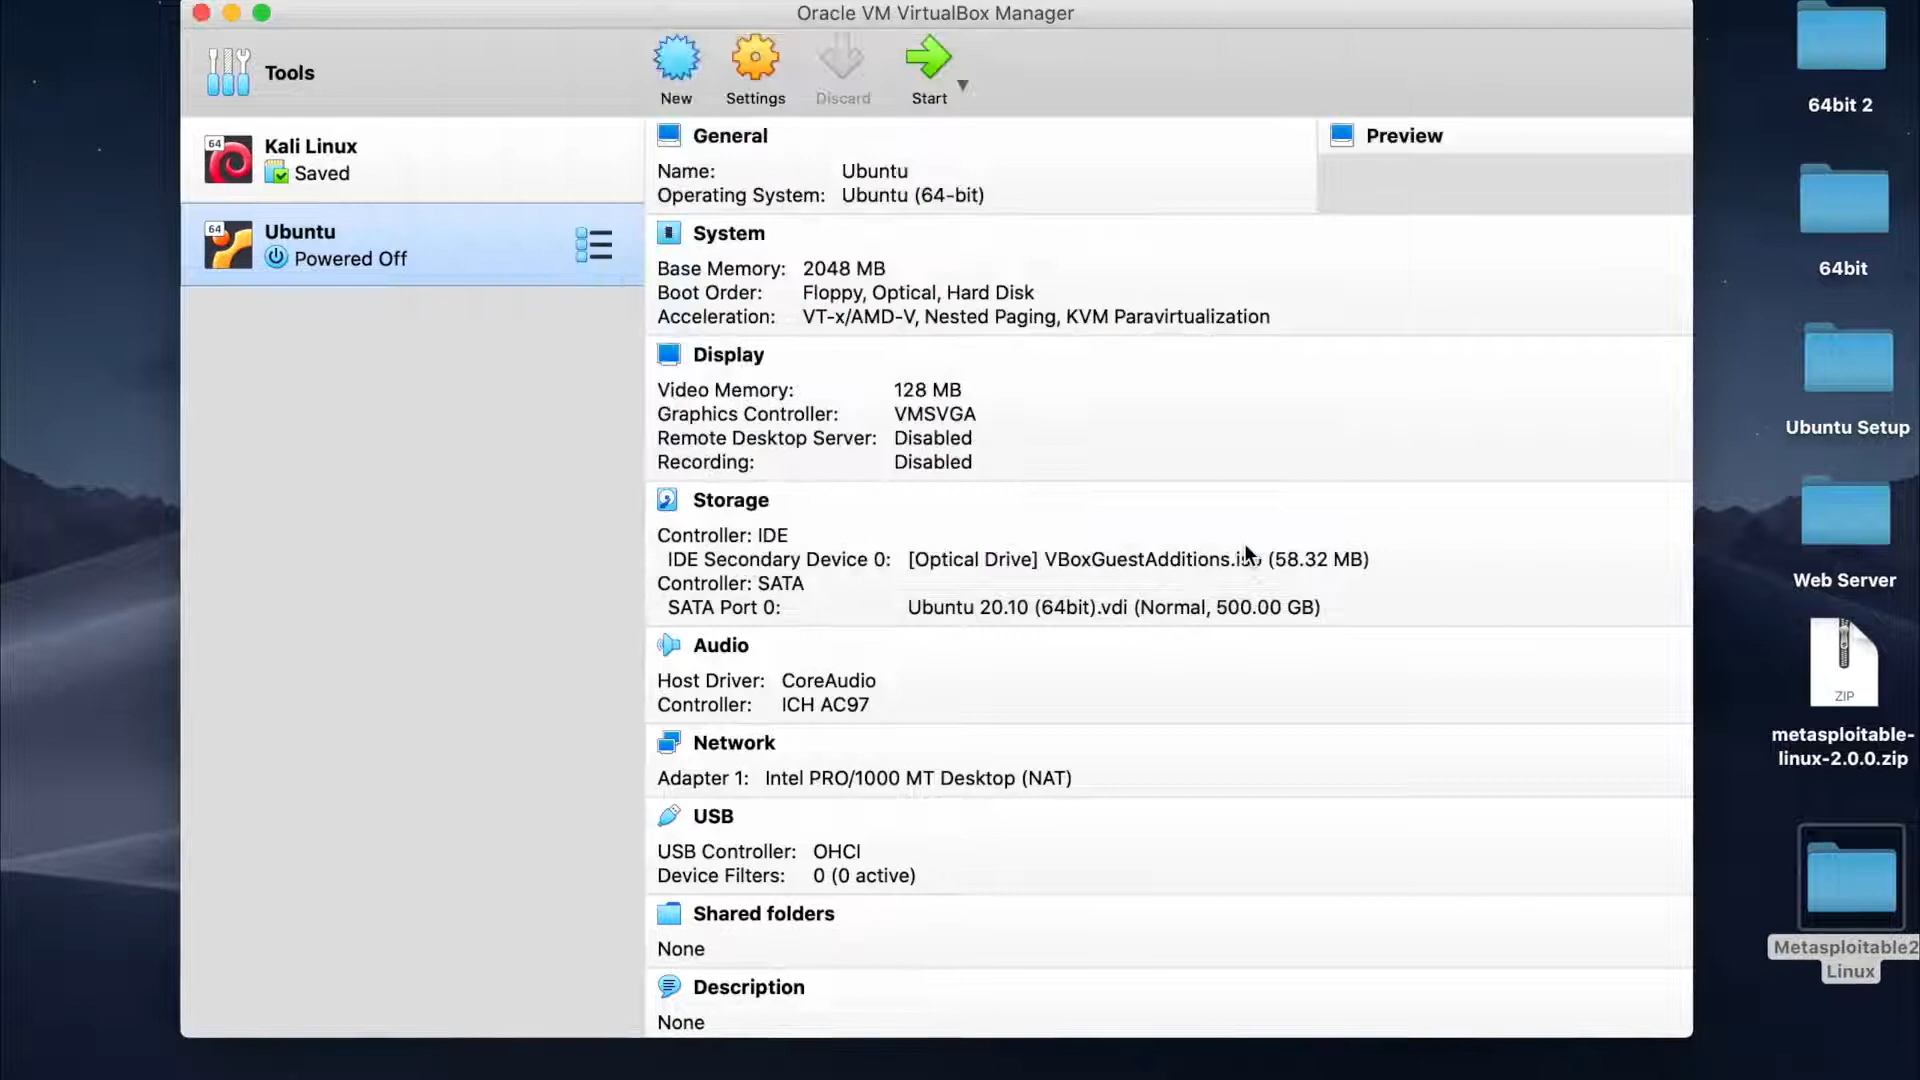 Oracle VM VirtualBox Manager
Tools
New
Settings
Discard
Start
64
Kali Linux
Saved
64
Ubuntu
Powered Off
General
Name: Ubuntu
Operating System: Ubuntu (64-bit)
Preview
System
Base Memory: 2048 MB
Boot Order: Floppy, Optical, Hard Disk
Acceleration: VT-x/AMD-V, Nested Paging, KVM Paravirtualization
Display
Video Memory: 128 MB
Graphics Controller: VMSVGA
Remote Desktop Server: Disabled
Recording: Disabled
Storage
Controller: IDE
IDE Secondary Device 0: [Optical Drive] VBoxGuestAdditions.iso (58.32 MB)
Controller: SATA
SATA Port 0: Ubuntu 20.10 (64bit).vdi (Normal, 500.00 GB)
Audio
Host Driver: CoreAudio
Controller: ICH AC97
Network
Adapter 1: Intel PRO/1000 MT Desktop (NAT)
USB
USB Controller: OHCI
Device Filters: 0 (0 active)
Shared folders
None
Description
None
64bit 2
64bit
Ubuntu Setup
Web Server
ZIP
metasploitable-
linux-2.0.0.zip
Metasploitable2
Linux